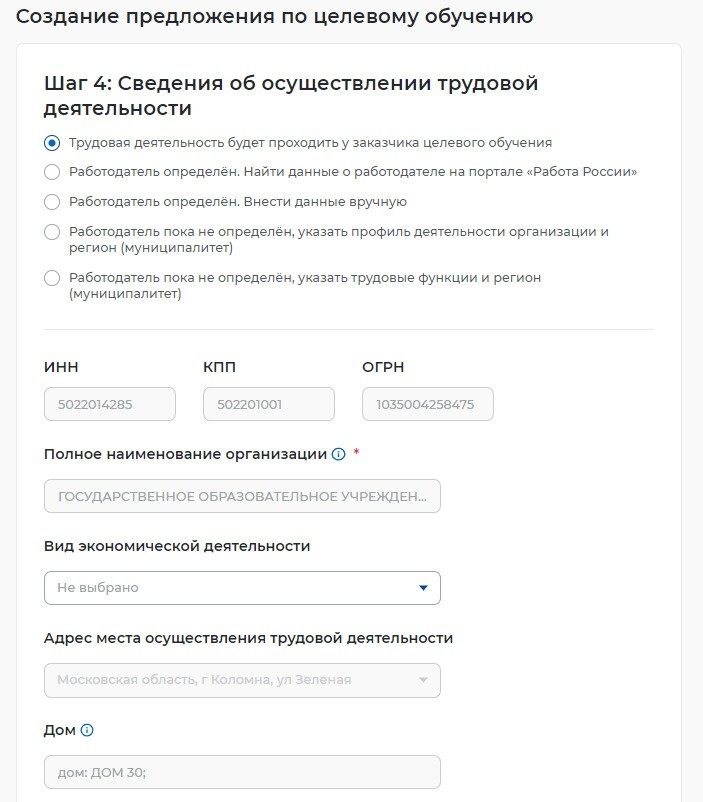 Создание предложения по целевому обучению
Шаг 4: Сведения об осуществлении трудовой
деятельности
Трудовая деятельность будет проходить у заказчика целевого обучения
Работодатель определён. Найти данные о работодателе на портале «Работа России»
Работодатель определён. Внести данные вручную
Работодатель пока не определён, указать профиль деятельности организации и
регион (муниципалитет)
Работодатель пока не определён, указать трудовые функции и регион
(муниципалитет)
ИНН КПП ОГРН
5022014285 502201001 1035004258475
Полное наименование организации *
ГОСУДАРСТВЕННОЕ ОБРАЗОВАТЕЛЬНОЕ УЧРЕЖДЕН...
Вид экономической деятельности
Не выбрано
Адрес места осуществления трудовой деятельности
Московская область, г Коломна, ул Зеленая
Дом
дом: ДОМ 30;